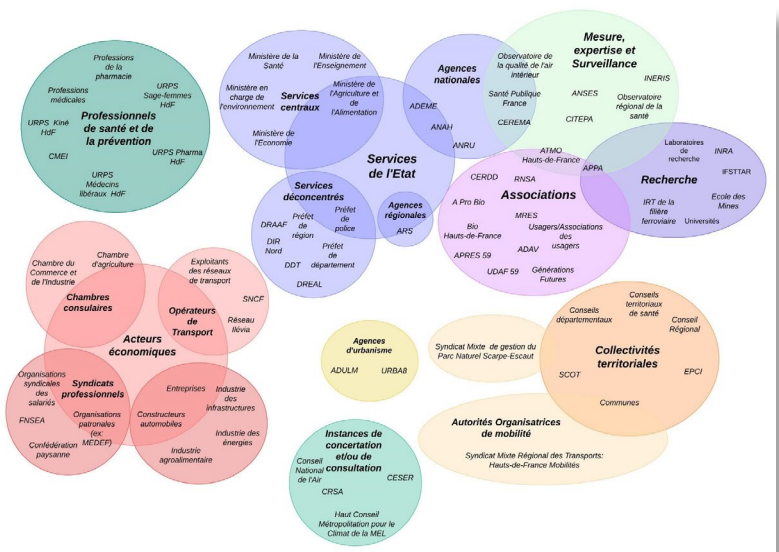 Professions
de la
pharmacie
Professions
médicales
URPS
Sage-femmes
HdF
Professionnels
de santé et de
la prévention
URPS Kiné
HdF
CMEI
URPS Pharma
HdF
URPS
Médecins
libéraux HdF
Ministère de la
Santé
Ministère de
l'Enseignement
Ministère en
charge de
l'environnement
Services
centraux
Ministère de
l'Agriculture et
de
l'Alimentation
Ministère de
l'Economie
Services
de l'Etat
Agences
nationales
ADEME
ANAH
ANRU
Observatoire de
la qualité de l'air
intérieur
Santé Publique
France
CEREMA
Mesure,
expertise et
Surveillance
INERIS
ANSES
Observatoire
régional de la
santé
CITEPA
ATMO
Hauts-de-France
APPA
Laboratoires
de
recherche
INRA
IFSTTAR
Recherche
Ecole des
Mines
IRT de la
filière
ferroviaire
Universités
Services
déconcentrés
DRAAF
Préfet
de
région
Préfet
de
police
DIR
Nord
Préfet
de
département
DDT
DREAL
Agences
régionales
ARS
CERDD
RNSA
Associations
A Pro Bio
MRES
Bio
Hauts-de-France
Usagers/Associations
des
usagers
ADAV
APRES 59
UDAF 59
Générations
Futures
Chambre du
Commerce et
de l'Industrie
Chambre
d'agriculture
Chambres
consulaires
Exploitants
des réseaux
de transport
SNCF
Opérateurs
de
Transport
Réseau
Ilévia
Acteurs
économiques
Organisations
syndicales
des
salariés
Syndicats
professionnels
FNSEA
Organisations
patronales
(ex:
MEDEF)
Confédération
paysanne
Entreprises
Industrie
des
infrastructures
Constructeurs
automobiles
Industrie des
énergies
Industrie
agroalimentaire
Agences
d'urbanisme
ADULM
URBA8
Syndicat Mixte de gestion du
Parc Naturel Scarpe-Escaut
Conseils
départementaux
Conseils
territoriaux
de santé
Conseil
Régional
Collectivités
territoriales
SCOT
EPCI
Communes
Autorités Organisatrices
de mobilité
Syndicat Mixte Régional des Transports:
Hauts-de-France Mobilités
Instances de
concertation
et/ou de
consultation
Conseil
National
de l'Air
CESER
CRSA
Haut Conseil
Métropolitation pour le
Climat de la MEL